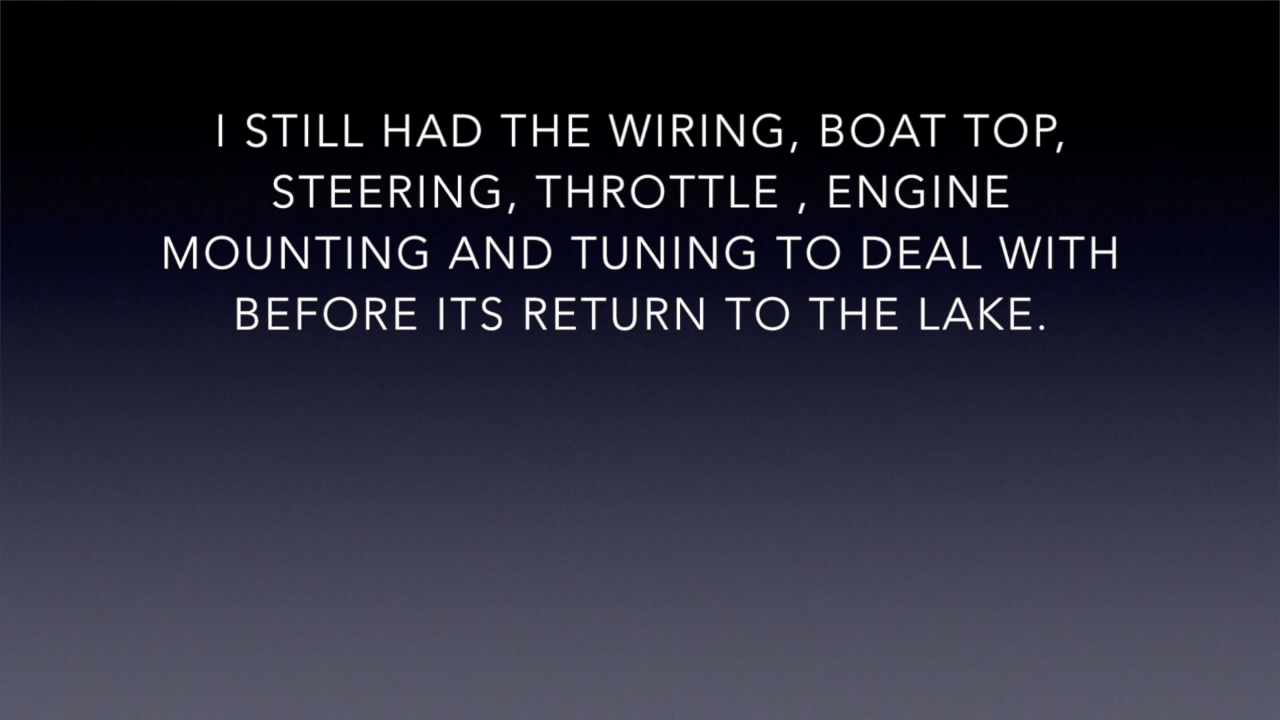 I STILL HAD THE WIRING, BOAT TOP,
STEERING, THROTTLE , ENGINE
MOUNTING AND TUNING TO DEAL WITH
BEFORE ITS RETURN TO THE LAKE.